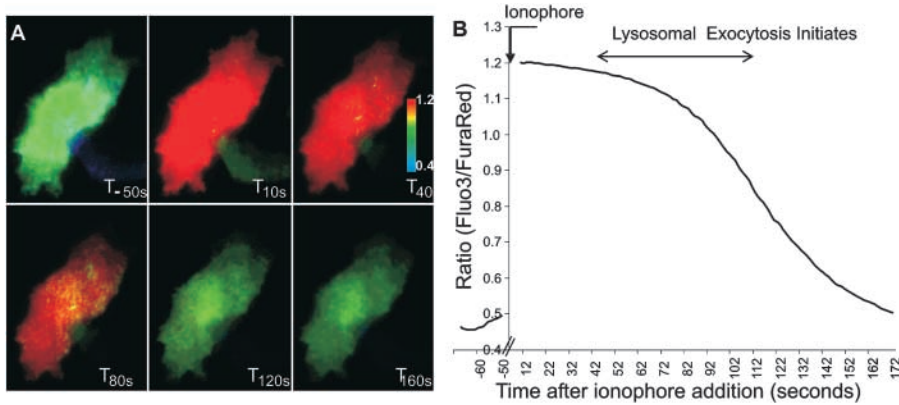 A
T-50s
T10s
T40
1.2
0.4
T80s
T120s
T160s
B
Ionophore
Lysosomal Exocytosis Initiates
Ratio (Fluo3/FuraRed)
1.3
1.2
1.1
1.0
0.9
0.8
0.7
0.6
0.5
0.4
-60 -50 12 22 32 42 52 62 72 82 92 102 112 122 132 142 152 162 172
Time after ionophore addition (seconds)